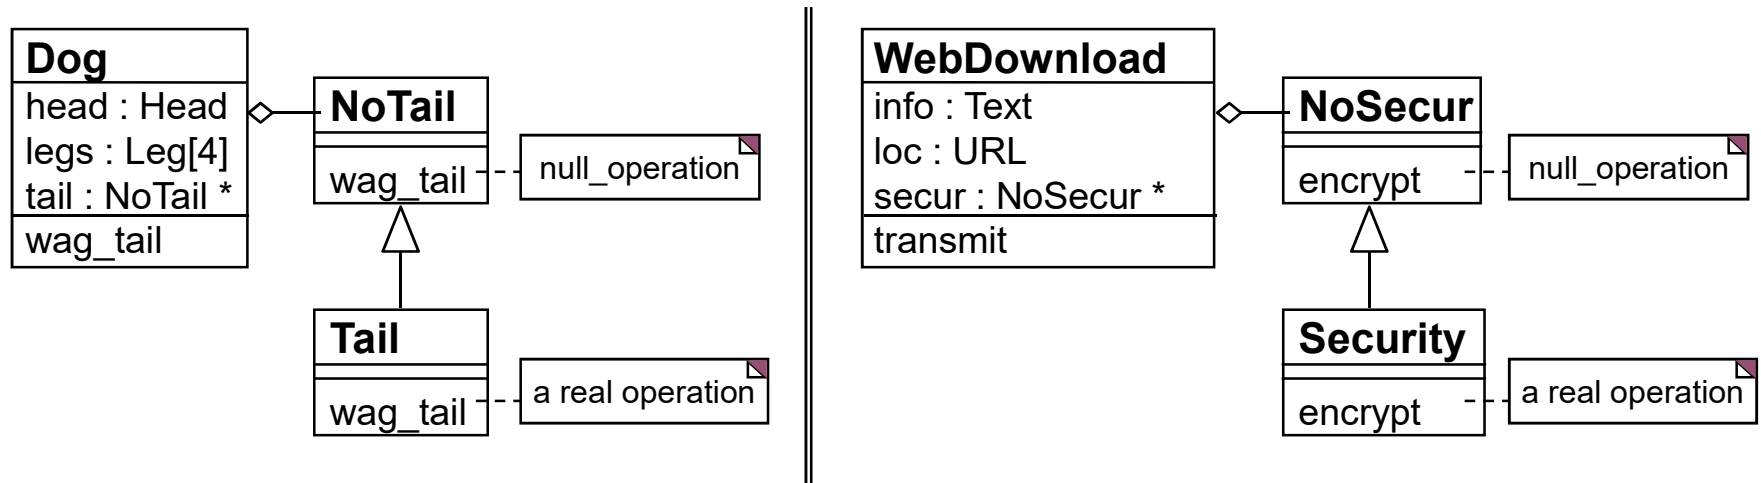 Dog
head : Head
legs : Leg[4]
tail : NoTail *
wag_tail
NoTail
wag_tail
null_operation
Tail
wag_tail
a real operation
WebDownload
info : Text
loc : URL
secur : NoSecur *
transmit
NoSecur
encrypt
null_operation
Security
encrypt
a real operation